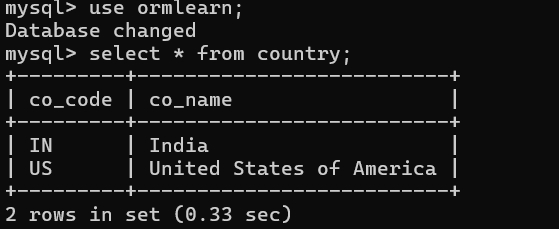 mysql> use ormlearn;
Database changed
mysql> select * from country;
+---------+--------------------------+
| co_code | co_name                  |
+---------+--------------------------+
| IN      | India                    |
| US      | United States of America |
+---------+--------------------------+
2 rows in set (0.33 sec)